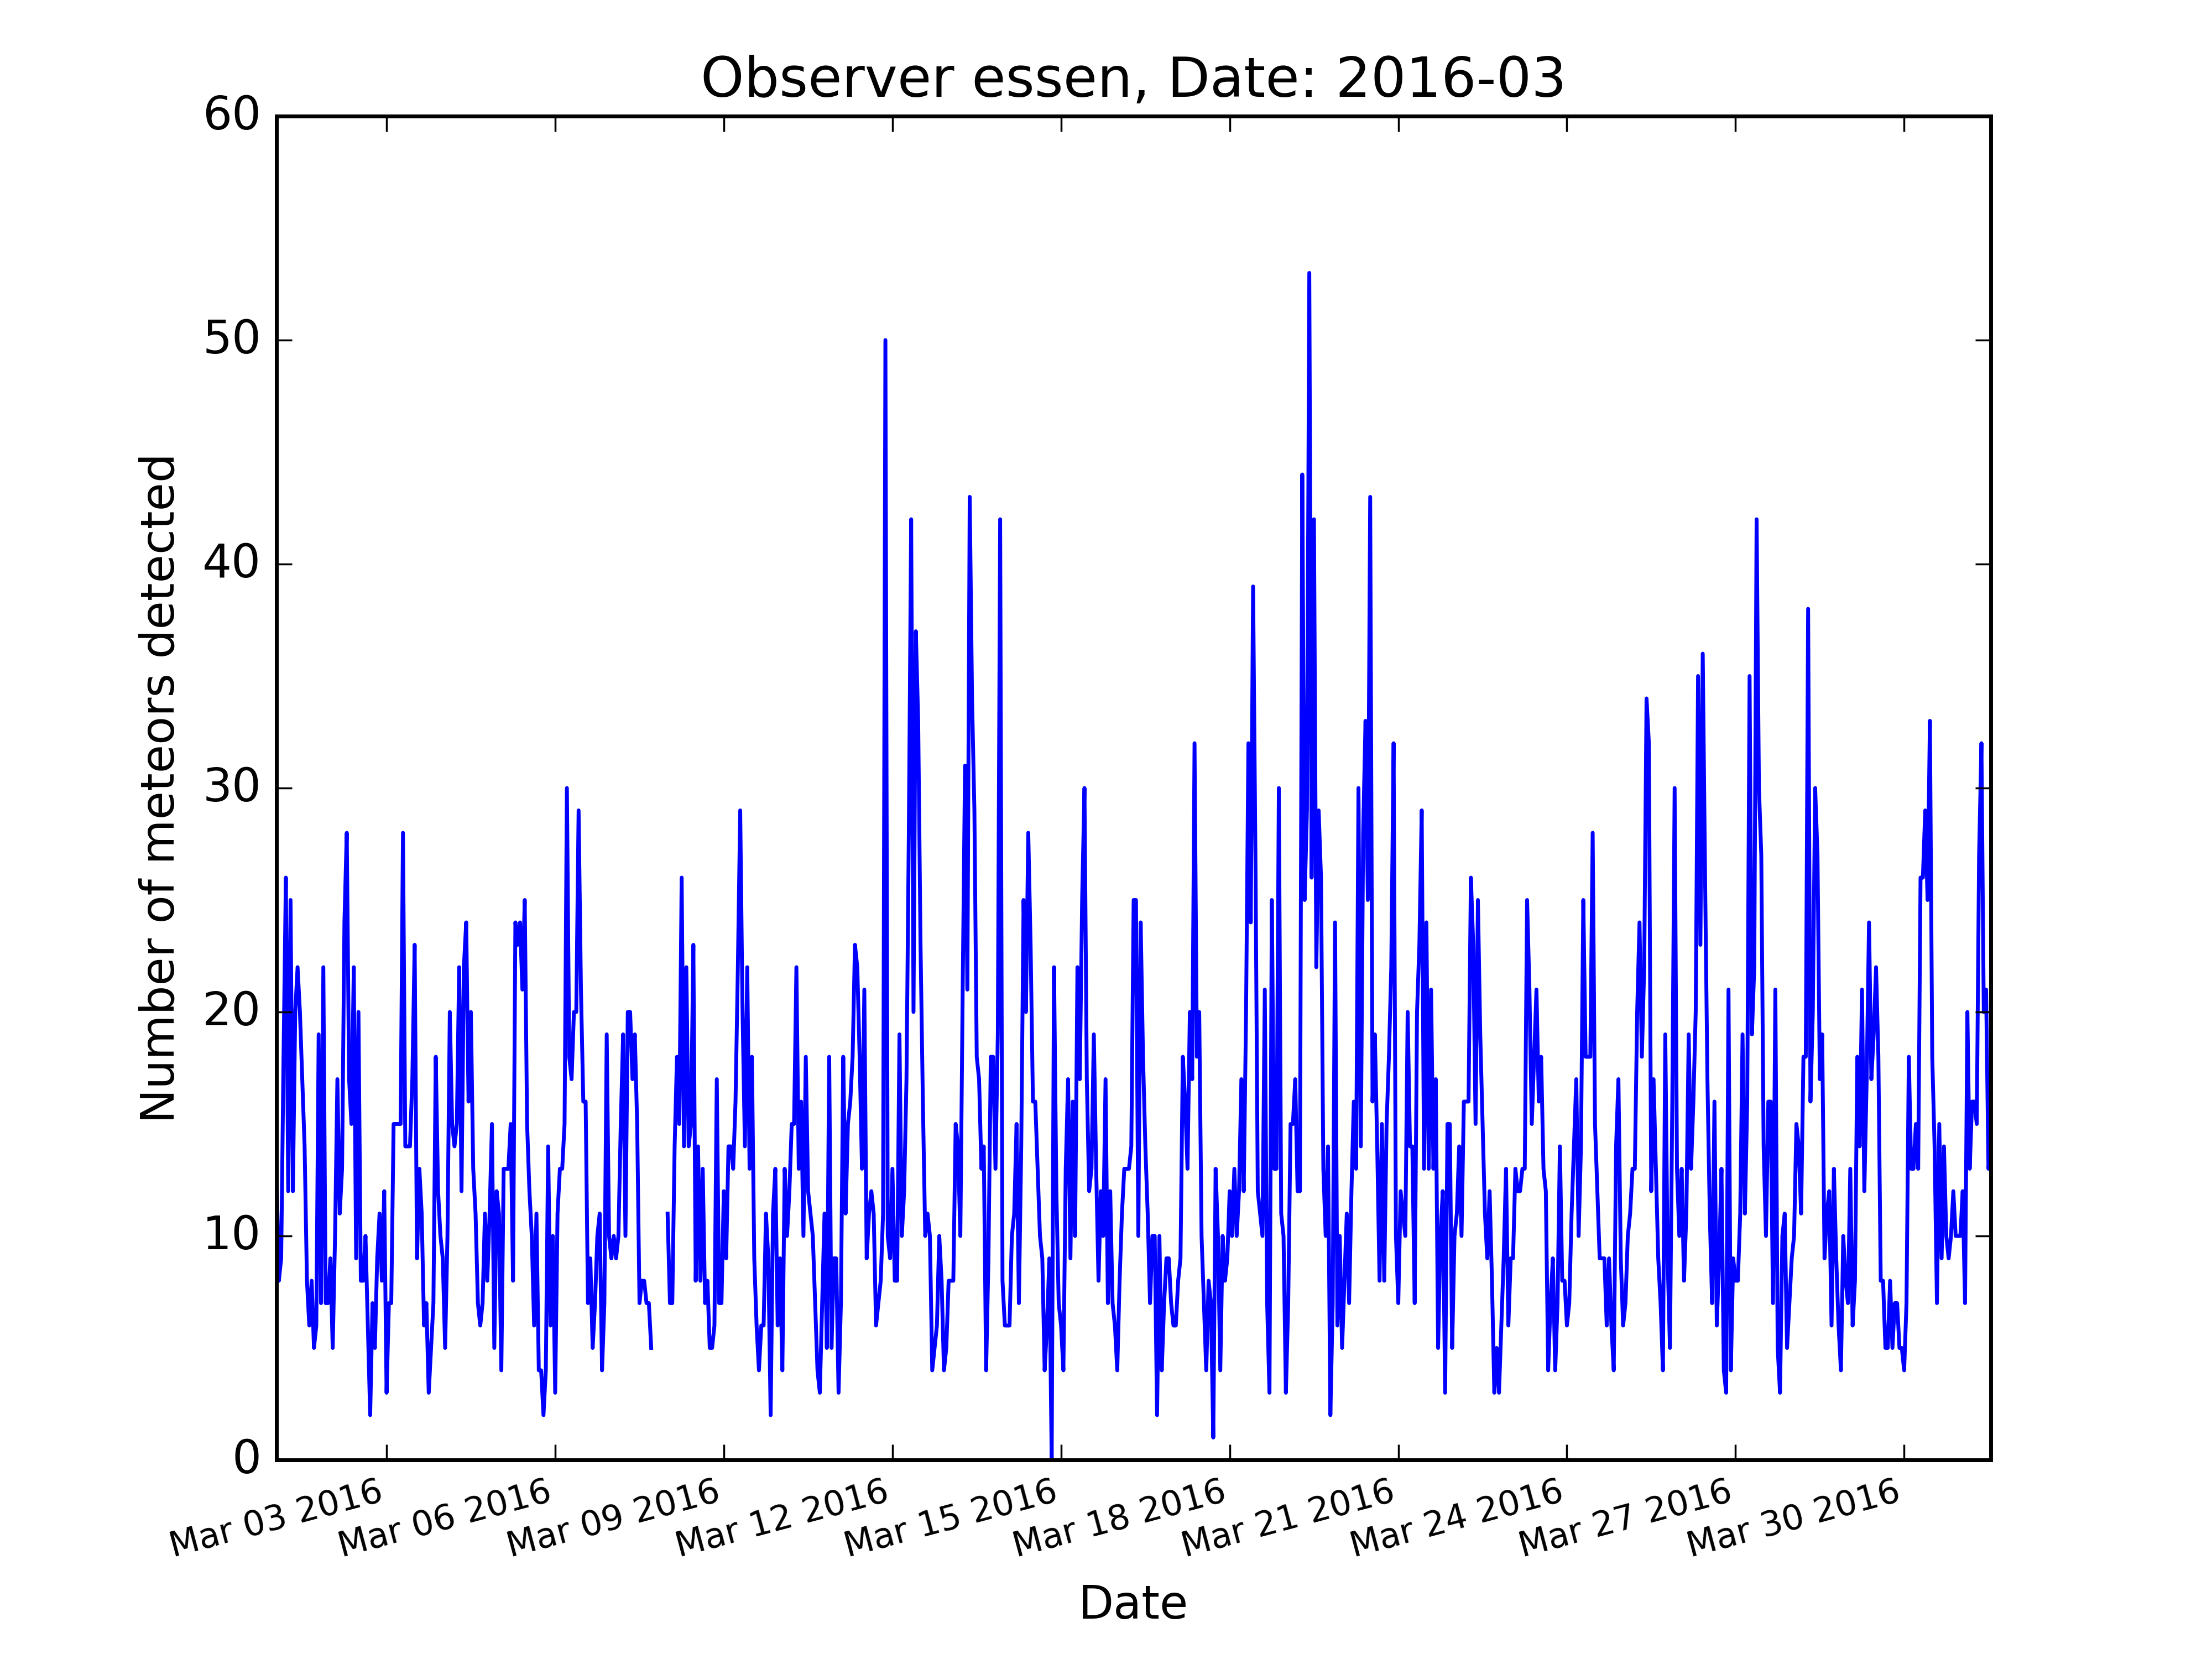 Observer essen, Date: 2016-03
60
50
40
30
20
10
0
Number of meteors detected
Mar 03 2016
Mar 06 2016
Mar 09 2016
Mar 12 2016
Mar 15 2016
Mar 18 2016
Mar 21 2016
Mar 24 2016
Mar 27 2016
Mar 30 2016
Date